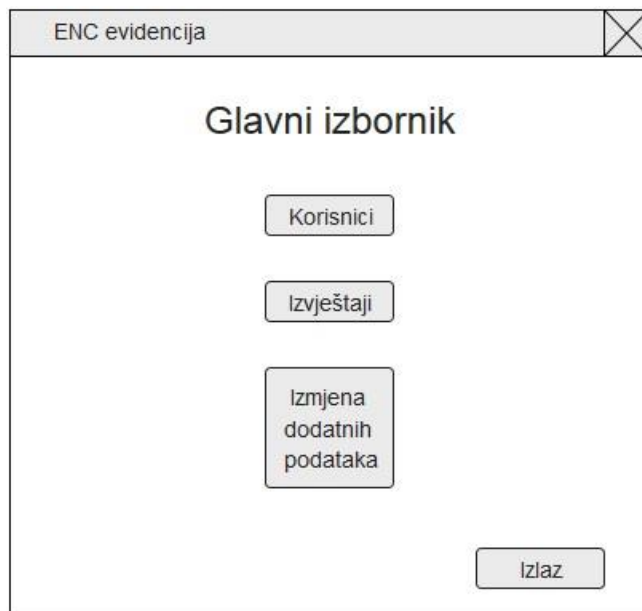 ENC evidencija
Glavni izbornik
Korisnici
Izvještaji
Izmjena
dodatnih
podataka
Izlaz